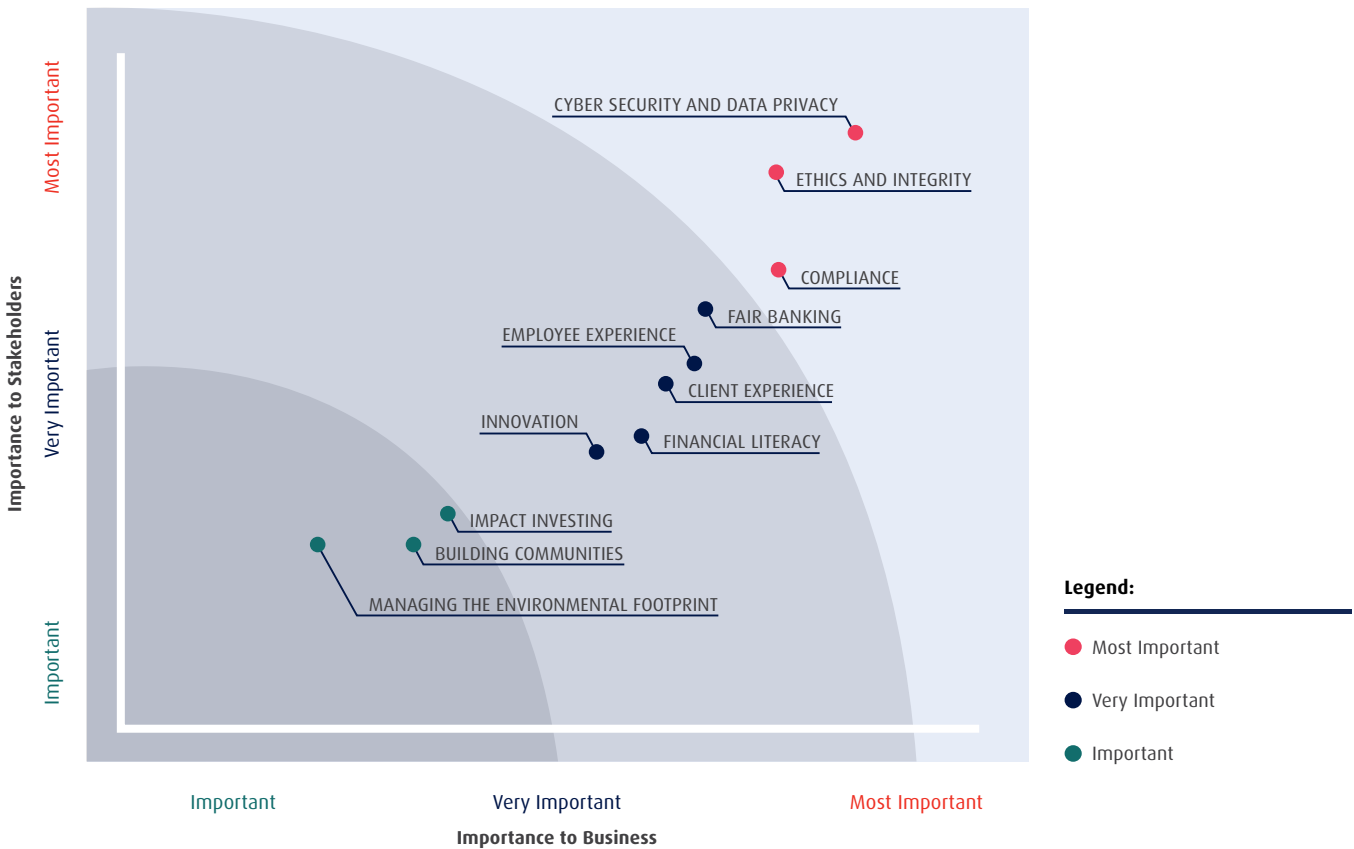 Importance to Stakeholders
Most Important
Very Important
Important
CYBER SECURITY AND DATA PRIVACY
ETHICS AND INTEGRITY
COMPLIANCE
FAIR BANKING
EMPLOYEE EXPERIENCE
CLIENT EXPERIENCE
INNOVATION
FINANCIAL LITERACY
IMPACT INVESTING
BUILDING COMMUNITIES
MANAGING THE ENVIRONMENTAL FOOTPRINT
Important
Very Important
Most Important
Importance to Business
Legend:
Most Important
Very Important
Important